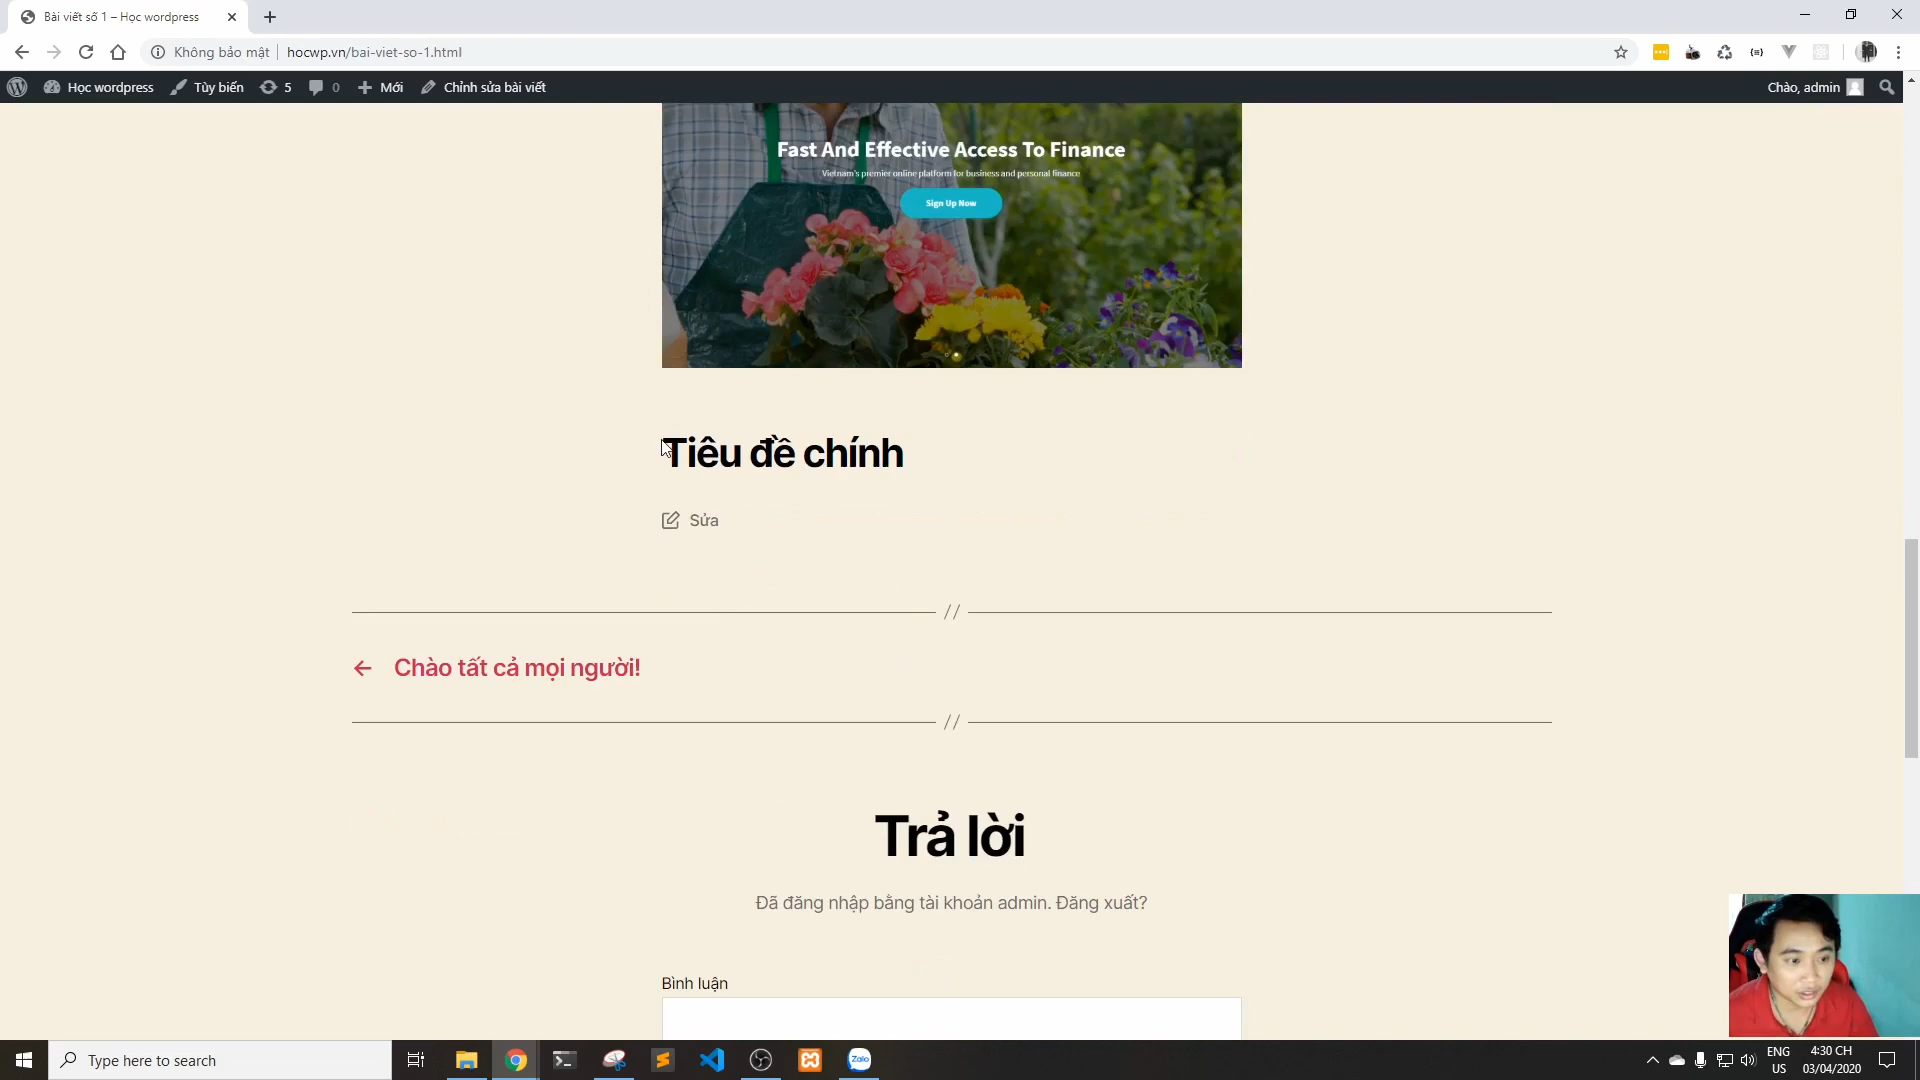 Bài viết số 1 – Học wordpress
Không bảo mật
hocwp.vn/bai-viet-so-1.html
Học wordpress
Tùy biến
5
0
Mới
Chỉnh sửa bài viết
Chào, admin
Fast And Effective Access To Finance
Vietnam's premier online platform for business and personal finance
Sign Up Now
Tiêu đề chính
Sửa
//
← Chào tất cả mọi người!
//
Trả lời
Đã đăng nhập bằng tài khoản admin. Đăng xuất?
Bình luận
Type here to search
Zalo
ENG
US
4:30 CH
03/04/2020